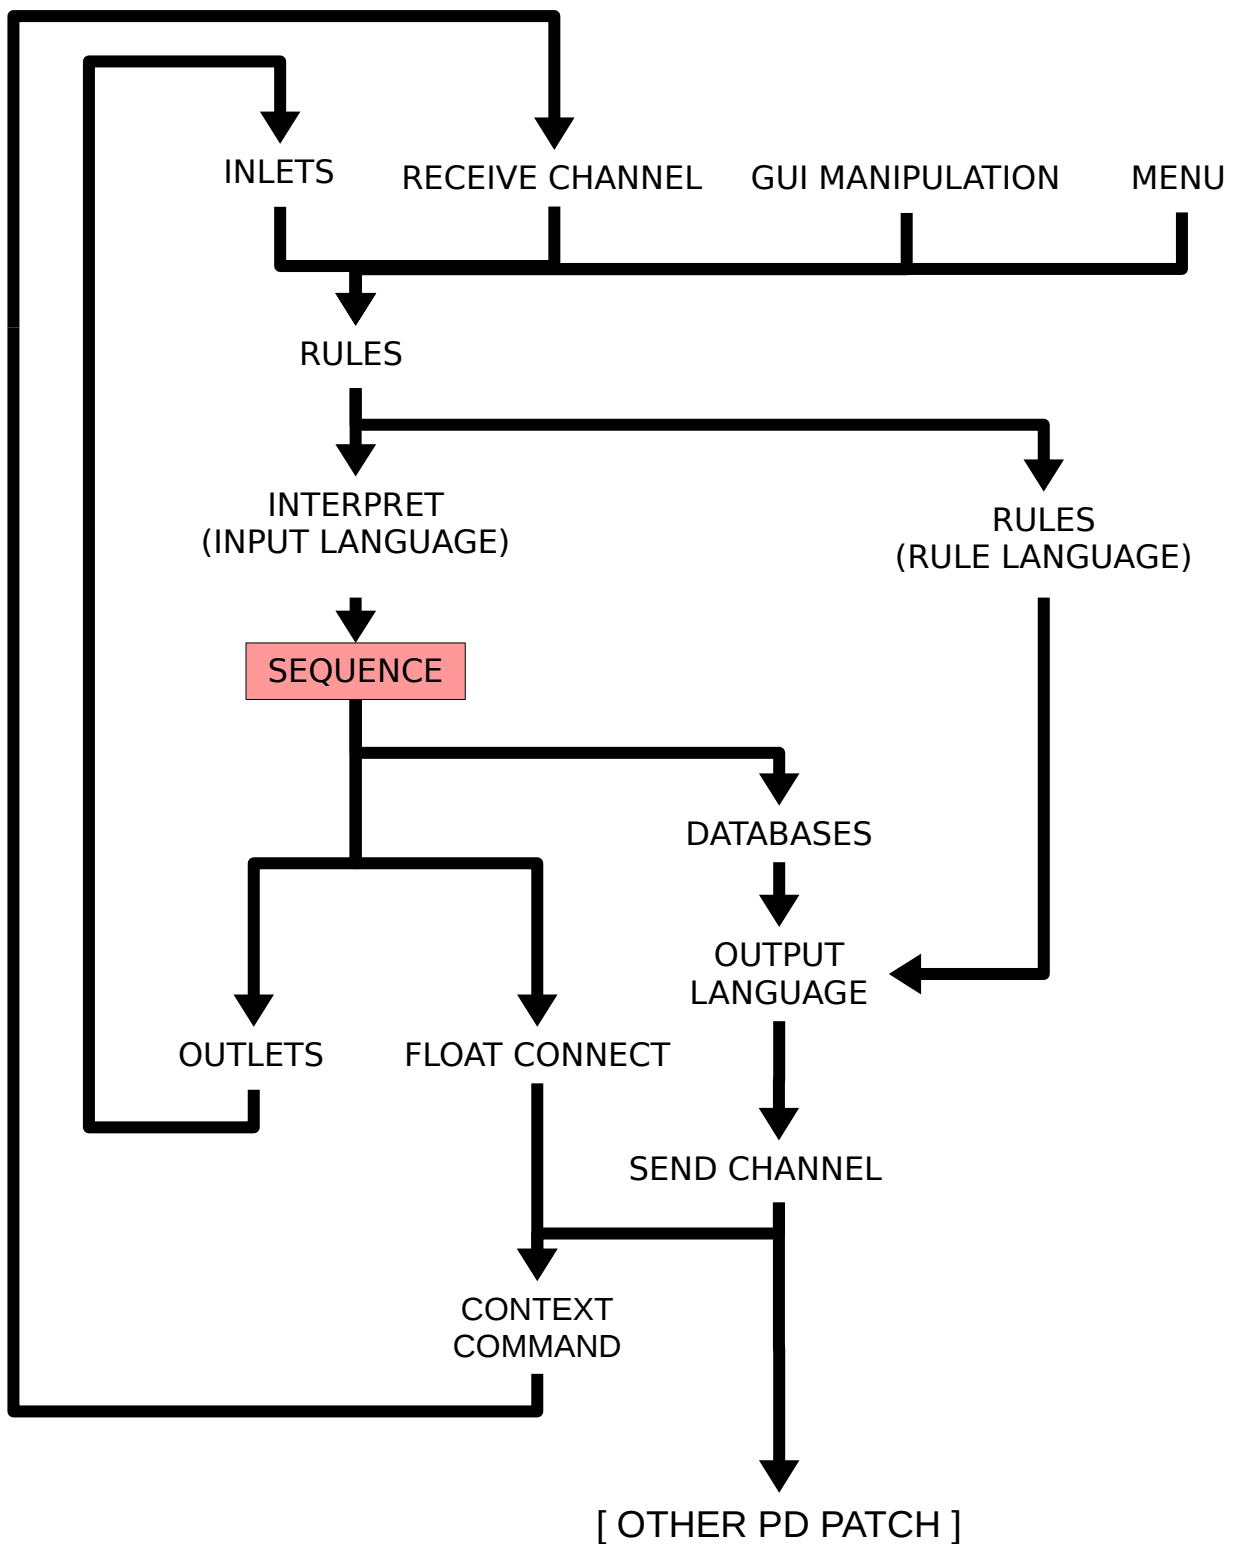 INLETS
RECEIVE CHANNEL
GUI MANIPULATION
MENU
RULES
INTERPRET
(INPUT LANGUAGE)
RULES
(RULE LANGUAGE)
SEQUENCE
DATABASES
OUTPUT
LANGUAGE
OUTLETS
FLOAT CONNECT
SEND CHANNEL
CONTEXT
COMMAND
[ OTHER PD PATCH ]